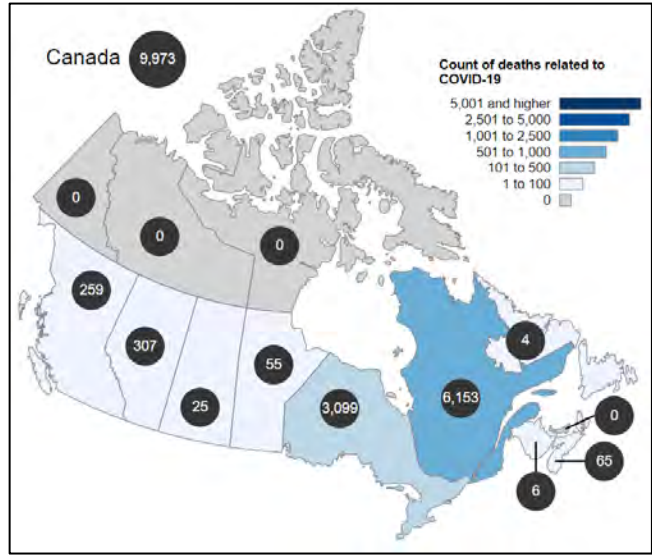 Canada 9,973
Count of deaths related to
COVID-19
5,001 and higher
2,501 to 5,000
1,001 to 2,500
501 to 1,000
101 to 500
1 to 100
0
0
0
0
259
307
25
55
3,099
6,153
4
0
65
6